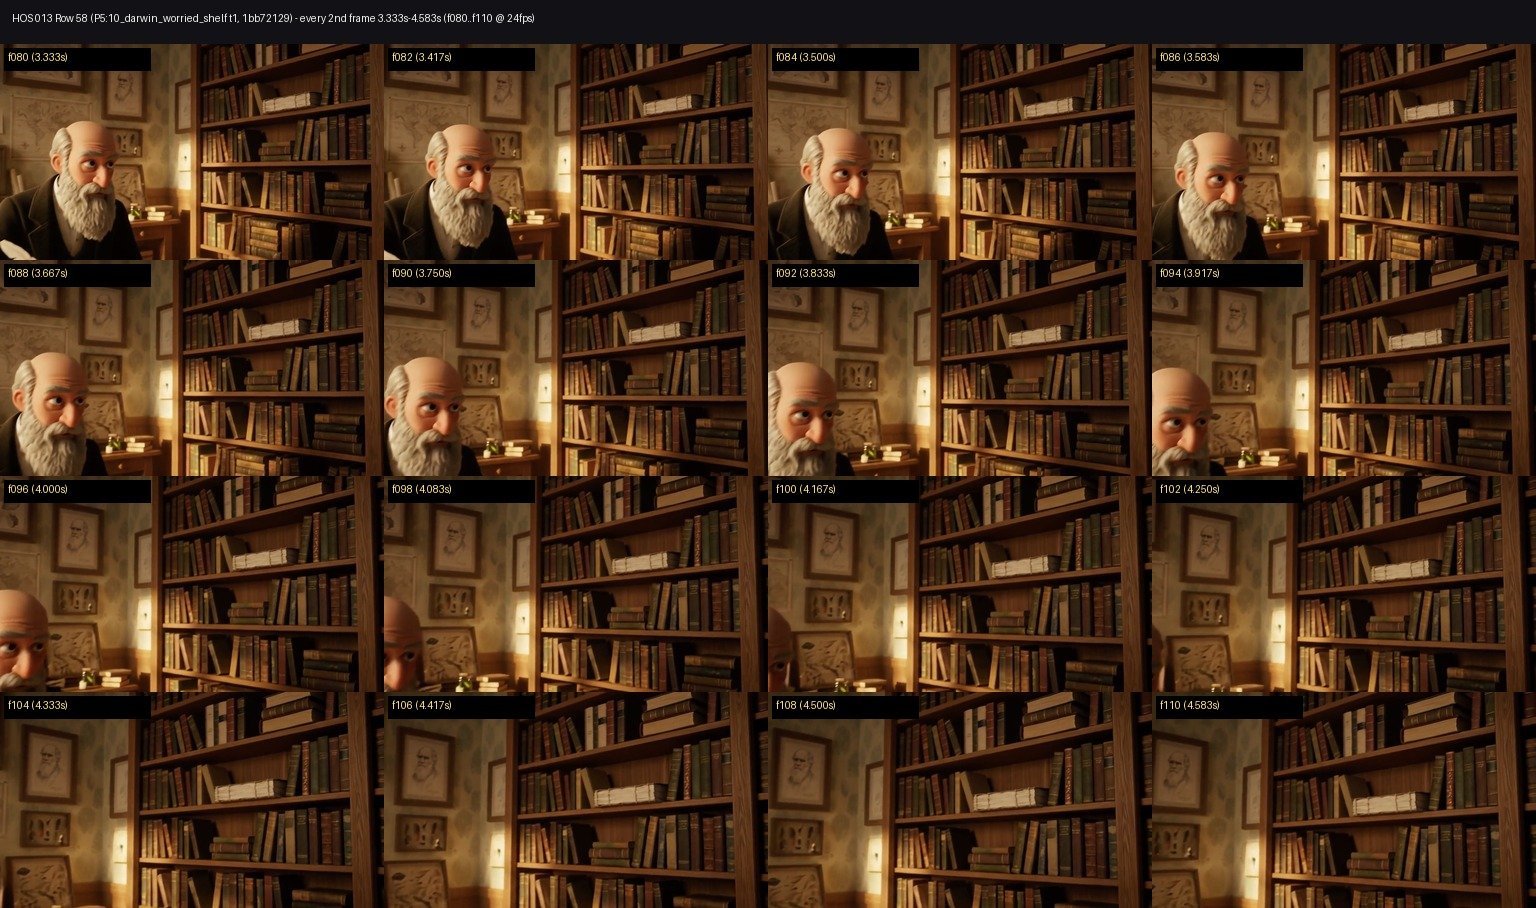 HOS 013 Row 58 (P5:10_darwin_worried_shelf t1, 1bb72129) - every 2nd frame 3.333s-4.583s (f080..f110 @ 24fps)
f080 (3.333s)
f082 (3.417s)
f084 (3.500s)
f086 (3.583s)
f088 (3.667s)
f090 (3.750s)
f092 (3.833s)
f094 (3.917s)
f096 (4.000s)
f098 (4.083s)
f100 (4.167s)
f102 (4.250s)
f104 (4.333s)
f106 (4.417s)
f108 (4.500s)
f110 (4.583s)